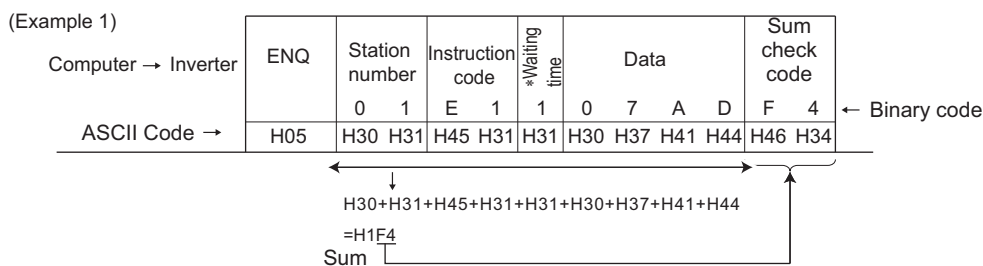 (Example 1)
Computer → Inverter
ENQ
Station number
Instruction code
*Waiting time
Data
Sum check code
0 1 E 1 1 0 7 A D F 4
← Binary code
ASCII Code →
H05 H30 H31 H45 H31 H31 H30 H37 H41 H44 H46 H34
H30+H31+H45+H31+H31+H30+H37+H41+H44
=H1F4
Sum